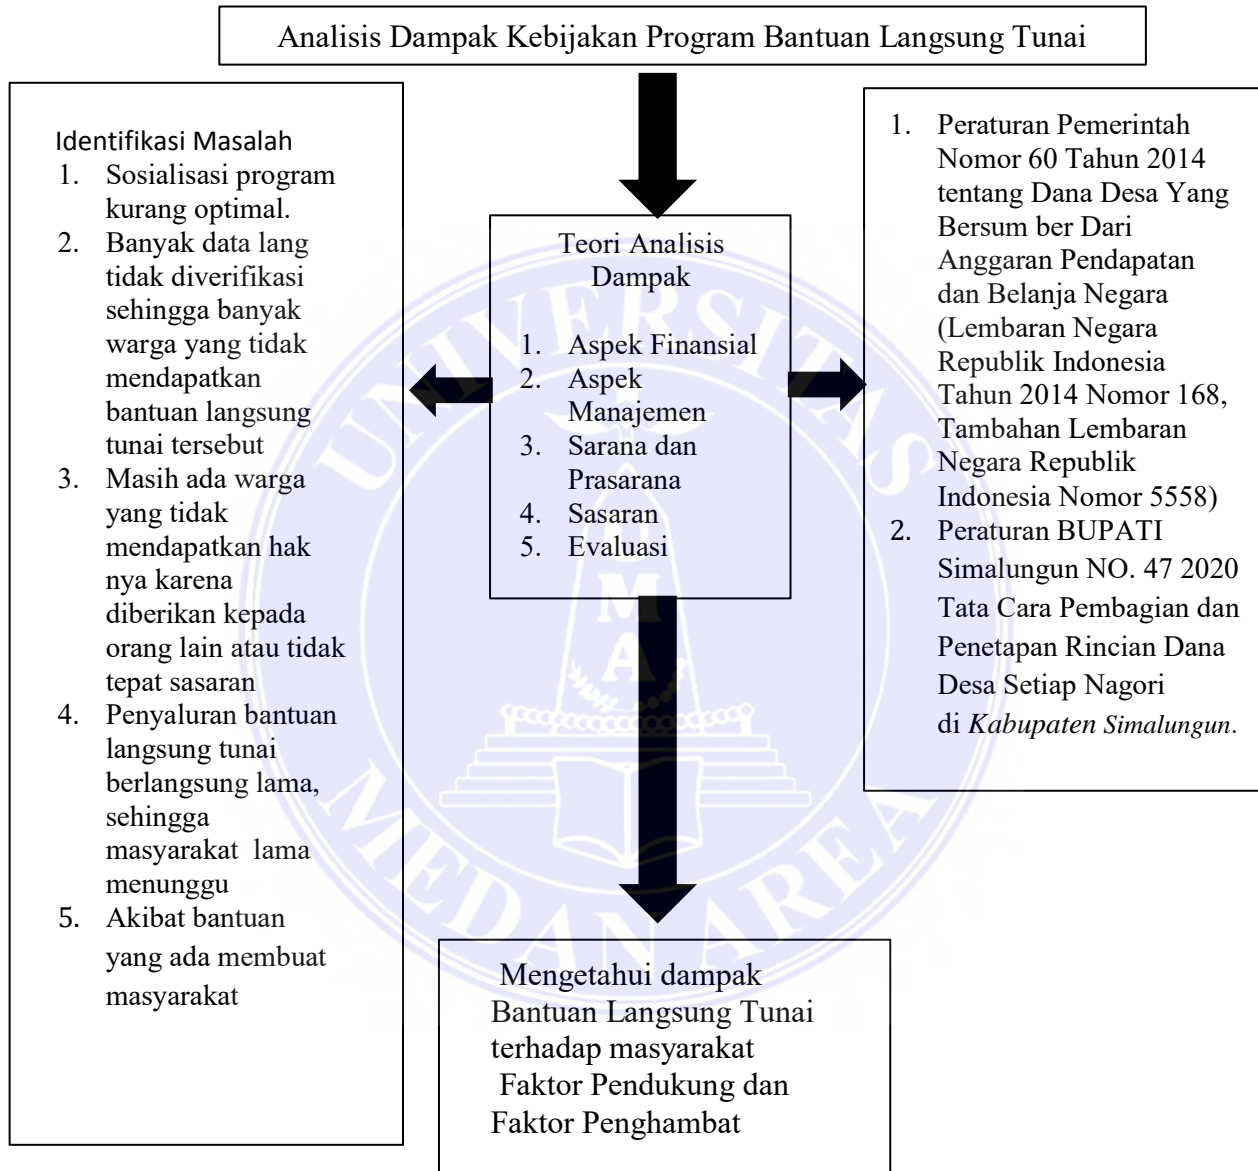 Analisis Dampak Kebijakan Program Bantuan Langsung Tunai
Identifikasi Masalah
1. Sosialisasi program
kurang optimal.
2. Banyak data lang
tidak diverifikasi
sehingga banyak
warga yang tidak
mendapatkan
bantuan langsung
tunai tersebut
3. Masih ada warga
yang tidak
mendapatkan hak
nya karena
diberikan kepada
orang lain atau tidak
tepat sasaran
4. Penyaluran bantuan
langsung tunai
berlangsung lama,
sehingga
masyarakat lama
menunggu
5. Akibat bantuan
yang ada membuat
masyarakat
Teori Analisis
Dampak
1. Aspek Finansial
2. Aspek
Manajemen
3. Sarana dan
Prasarana
4. Sasaran
5. Evaluasi
1. Peraturan Pemerintah
Nomor 60 Tahun 2014
tentang Dana Desa Yang
Bersum ber Dari
Anggaran Pendapatan
dan Belanja Negara
(Lembaran Negara
Republik Indonesia
Tahun 2014 Nomor 168,
Tambahan Lembaran
Negara Republik
Indonesia Nomor 5558)
2. Peraturan BUPATI
Simalungun NO. 47 2020
Tata Cara Pembagian dan
Penetapan Rincian Dana
Desa Setiap Nagori
di Kabupaten Simalungun.
Mengetahui dampak
Bantuan Langsung Tunai
terhadap masyarakat
Faktor Pendukung dan
Faktor Penghambat
UNIVERSITAS
UMA
MEDAN AREA